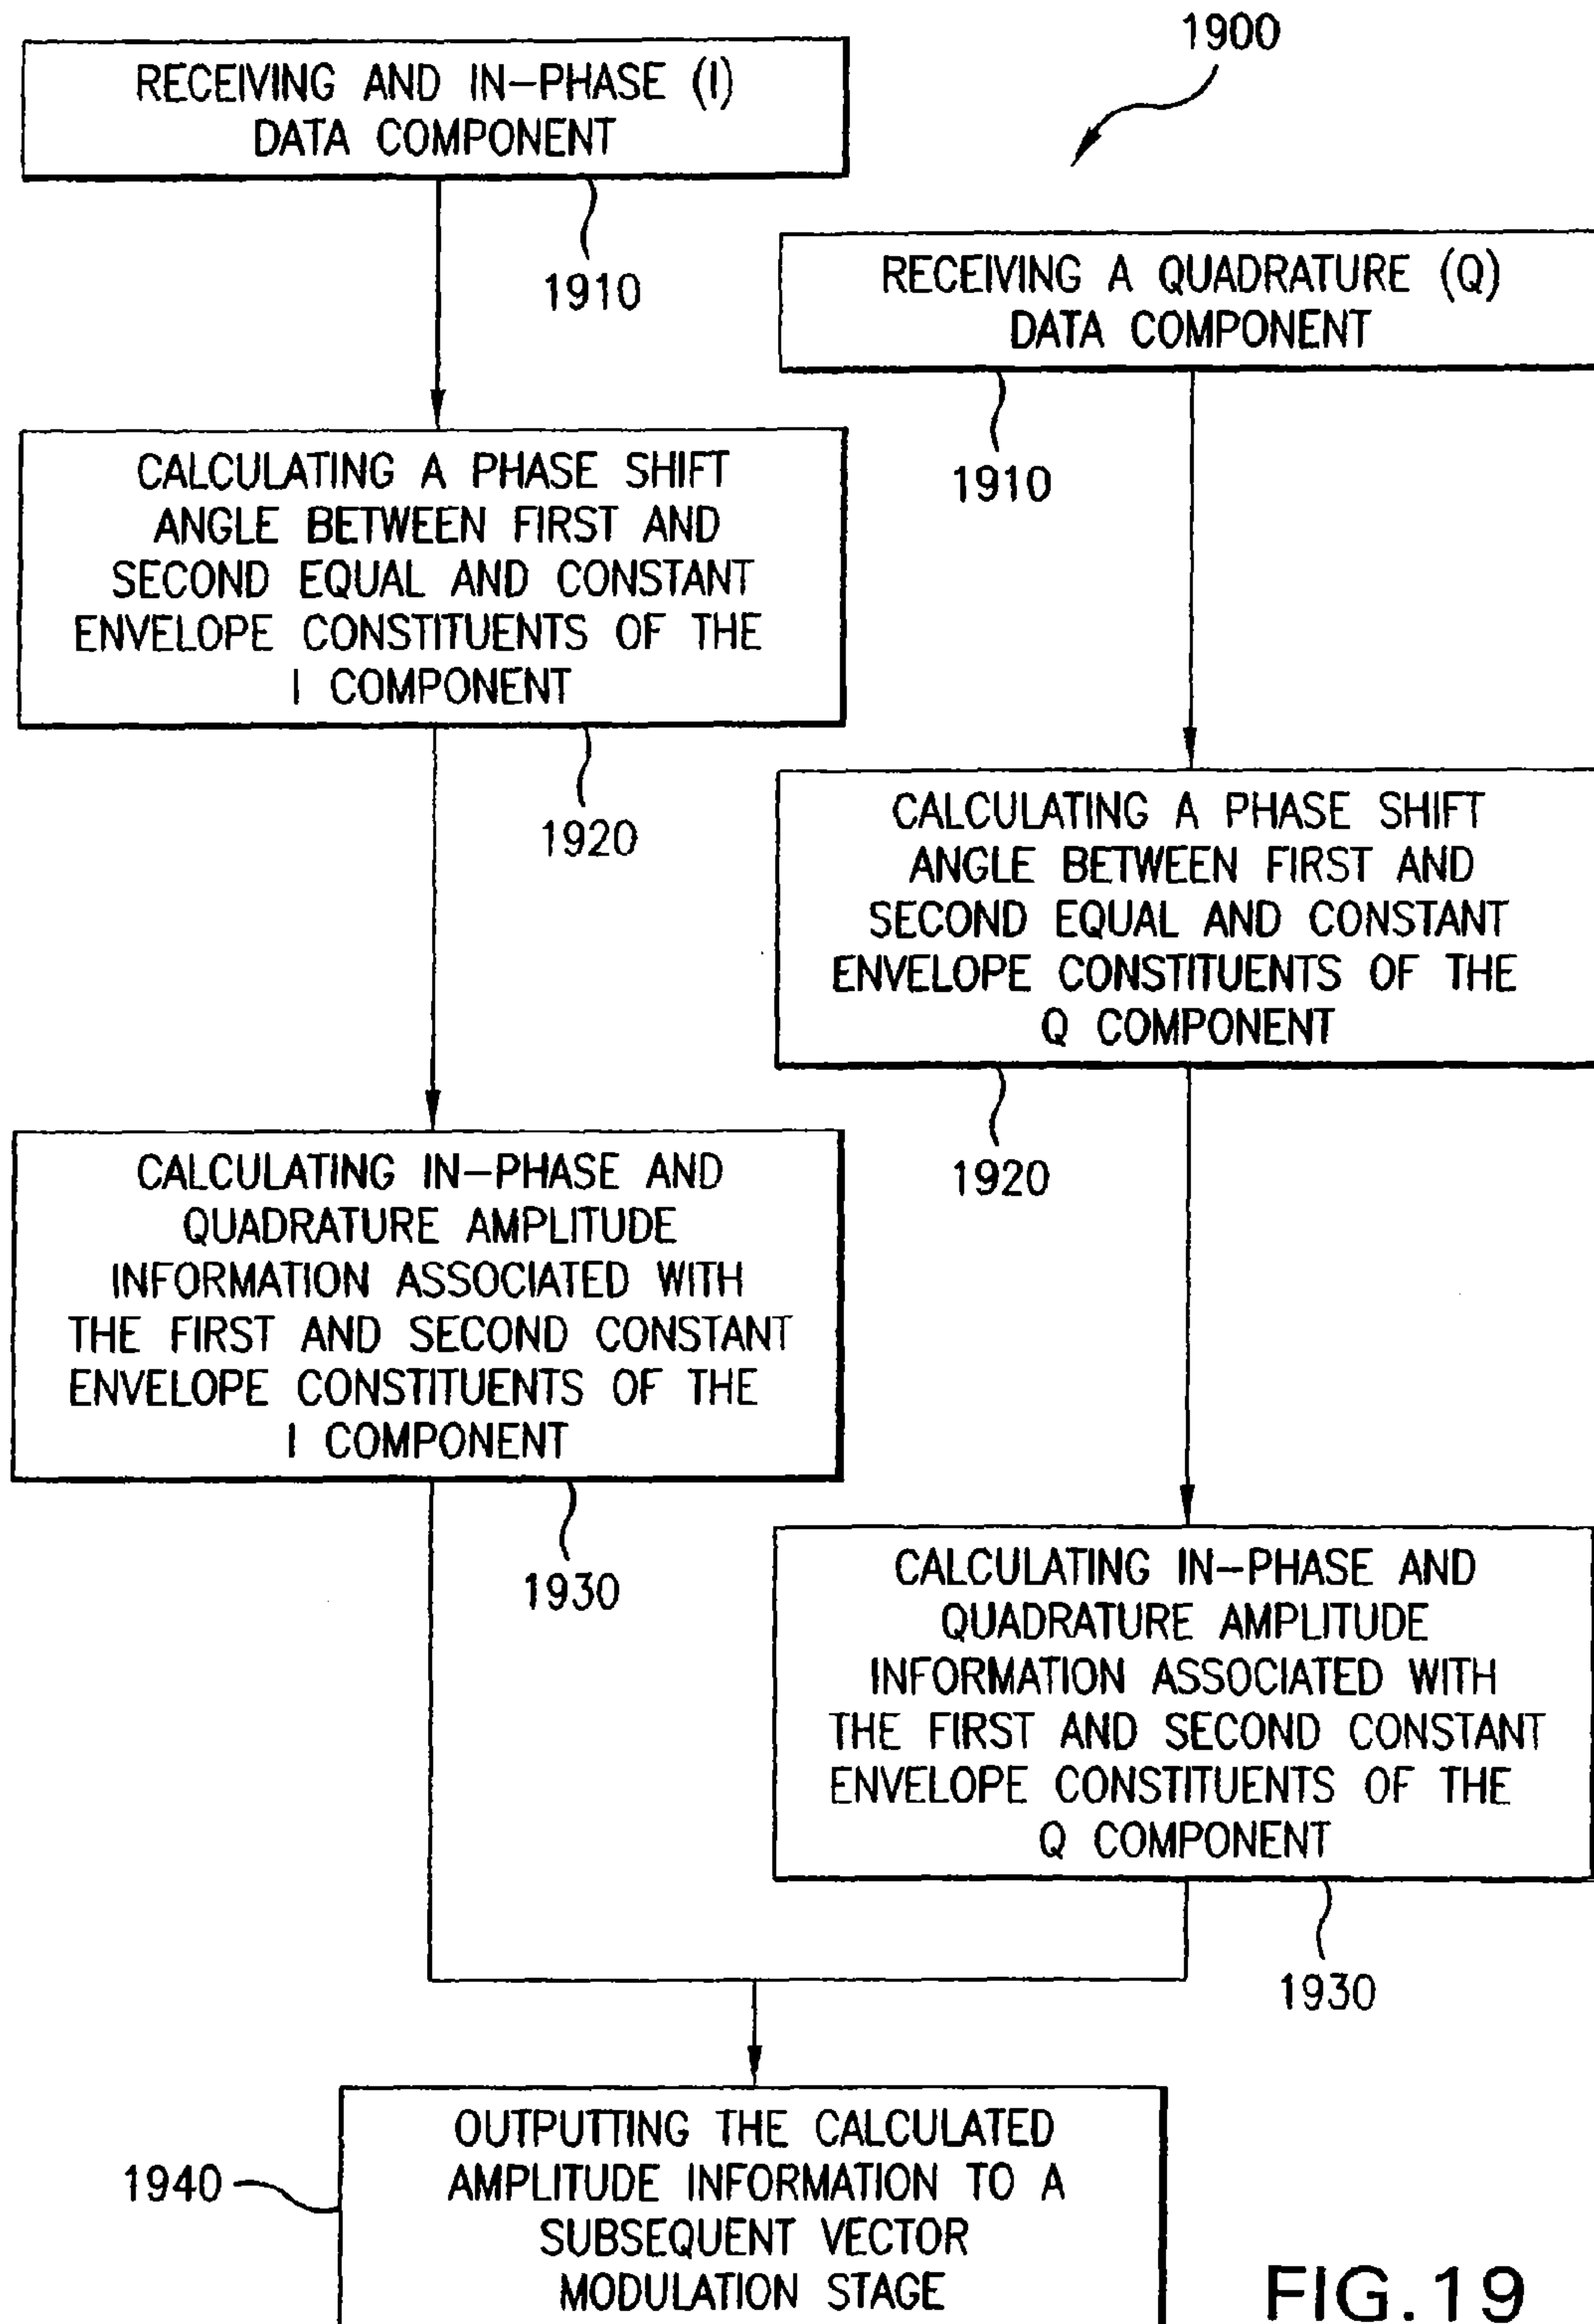 1900
RECEIVING AND IN-PHASE (I)
DATA COMPONENT
1910
RECEIVING A QUADRATURE (Q)
DATA COMPONENT
1910
CALCULATING A PHASE SHIFT
ANGLE BETWEEN FIRST AND
SECOND EQUAL AND CONSTANT
ENVELOPE CONSTITUENTS OF THE
I COMPONENT
1920
CALCULATING A PHASE SHIFT
ANGLE BETWEEN FIRST AND
SECOND EQUAL AND CONSTANT
ENVELOPE CONSTITUENTS OF THE
Q COMPONENT
1920
CALCULATING IN-PHASE AND
QUADRATURE AMPLITUDE
INFORMATION ASSOCIATED WITH
THE FIRST AND SECOND CONSTANT
ENVELOPE CONSTITUENTS OF THE
I COMPONENT
1930
CALCULATING IN-PHASE AND
QUADRATURE AMPLITUDE
INFORMATION ASSOCIATED WITH
THE FIRST AND SECOND CONSTANT
ENVELOPE CONSTITUENTS OF THE
Q COMPONENT
1930
OUTPUTTING THE CALCULATED
AMPLITUDE INFORMATION TO A
SUBSEQUENT VECTOR
MODULATION STAGE
1940
FIG.19